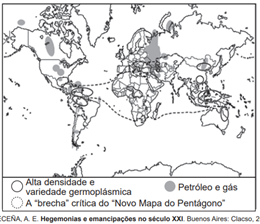 Alta densidade e
variedade germoplásmica
Petróleo e gás
A “brecha” crítica do “Novo Mapa do Pentágono”
ECEÑA, A. E. Hegemonias e emancipações no século XXI. Buenos Aires: Clacso, 2